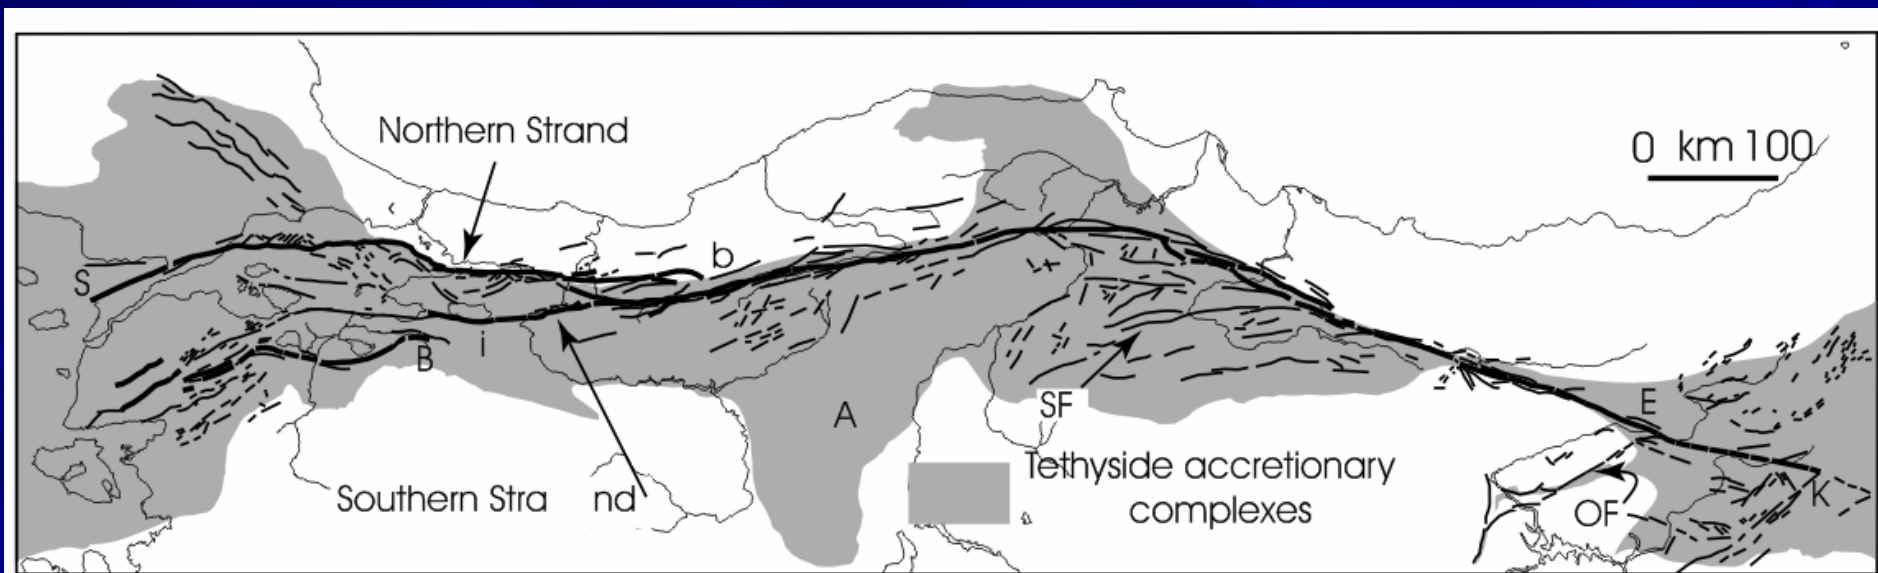 Northern Strand
0 km 100
b
S
i
B
SF
A
E
Tethyside accretionary
complexes
Southern Stra nd
OF
K